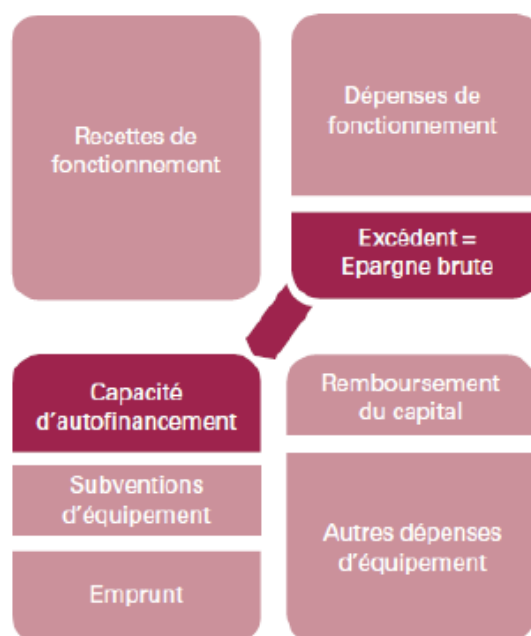 Recettes de
fonctionnement
Dépenses de
fonctionnement
Excédent =
Epargne brute
Capacité
d'autofinancement
Subventions
d'équipement
Emprunt
Remboursement
du capital
Autres dépenses
d'équipement